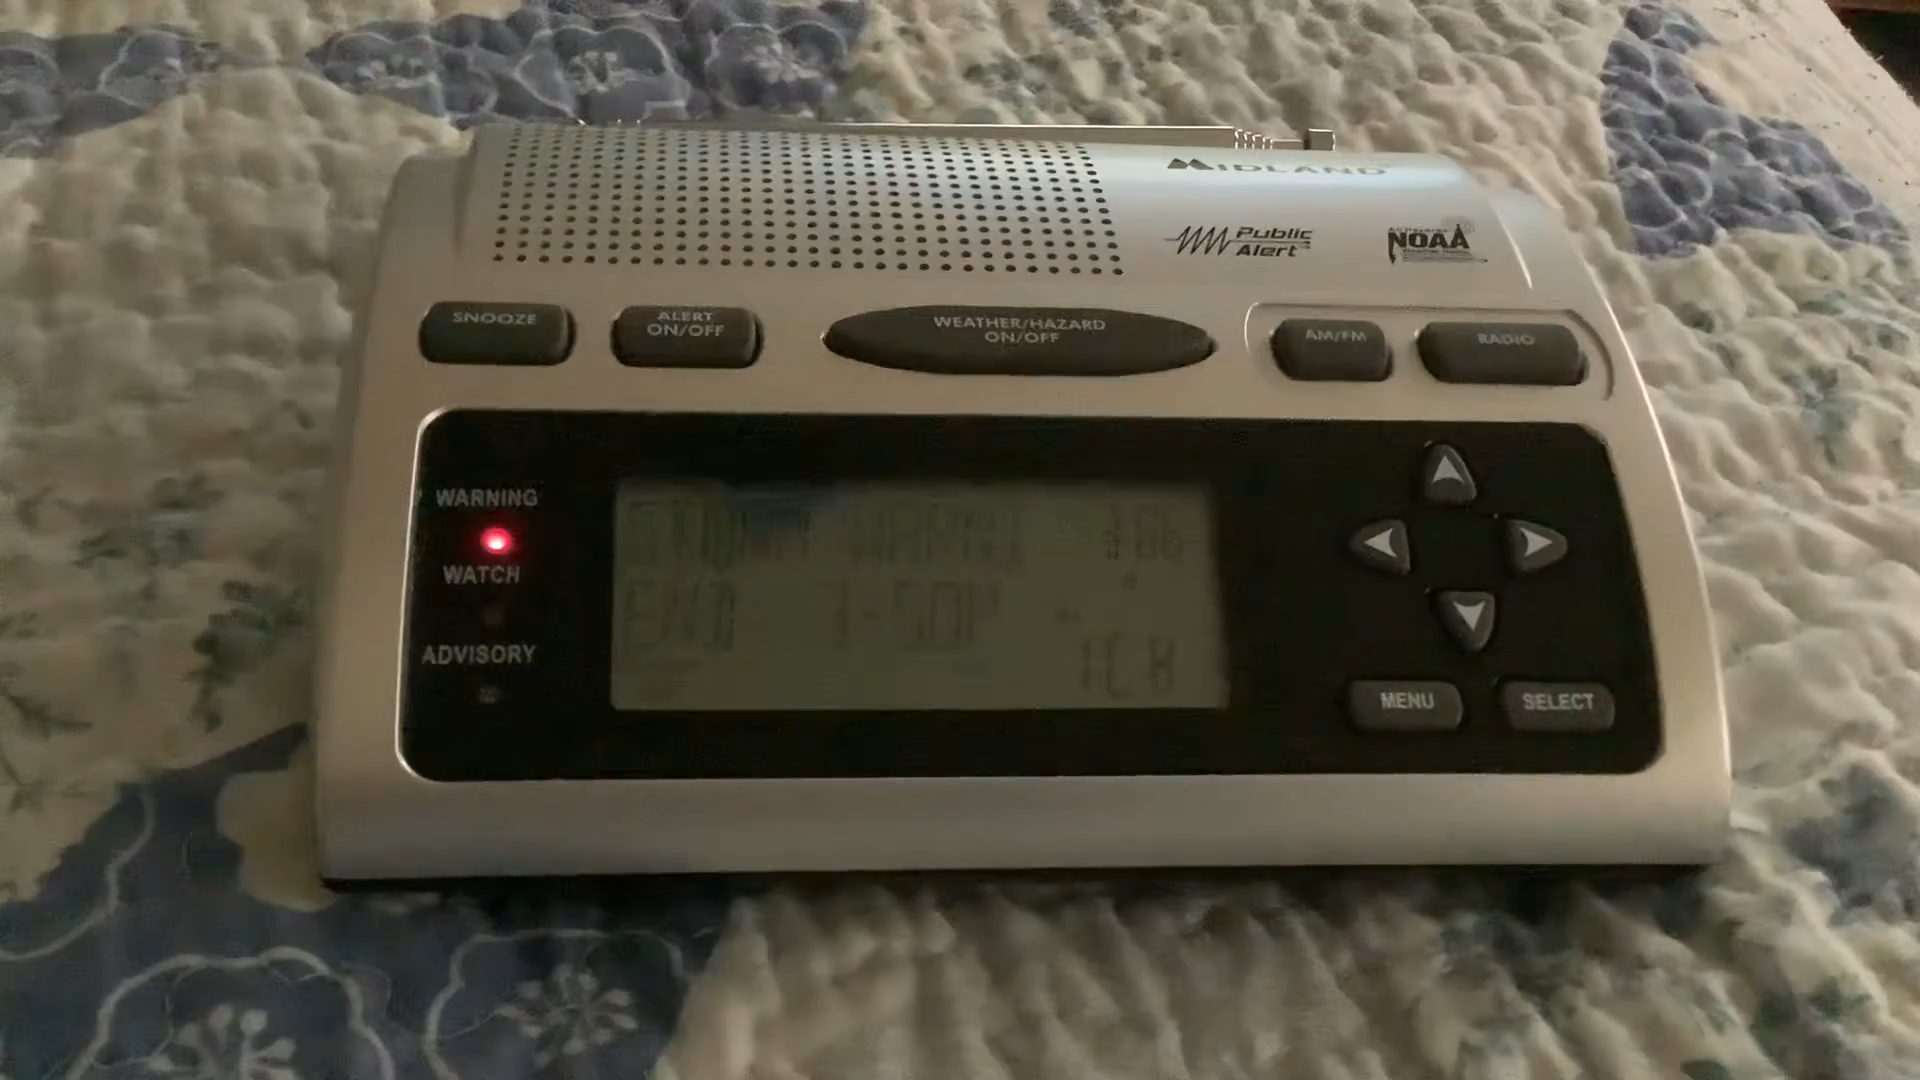 MIDLAND
Public
Alert
NOAA
SNOOZE
ALERT
ON/OFF
WEATHER/HAZARD
ON/OFF
AM/FM
RADIO
WARNING
WATCH
ADVISORY
END
MENU
SELECT